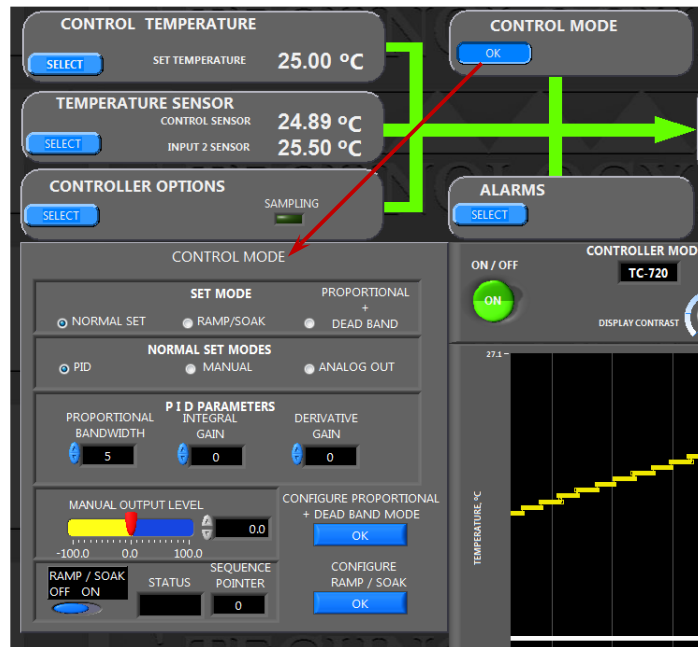 CONTROL TEMPERATURE
SELECT SET TEMPERATURE 25.00 ºC
CONTROL MODE
OK
TEMPERATURE SENSOR
CONTROL SENSOR 24.89 ºC
SELECT INPUT 2 SENSOR 25.50 ºC
CONTROLLER OPTIONS
SELECT SAMPLING
ALARMS
SELECT
CONTROL MODE
SET MODE
PROPORTIONAL
+
DEAD BAND
NORMAL SET RAMP/SOAK
NORMAL SET MODES
PID MANUAL ANALOG OUT
P I D PARAMETERS
PROPORTIONAL
BANDWIDTH
5
INTEGRAL
GAIN
0
DERIVATIVE
GAIN
0
MANUAL OUTPUT LEVEL
0.0
-100.0 0.0 100.0
CONFIGURE PROPORTIONAL
+ DEAD BAND MODE
OK
RAMP / SOAK
OFF ON
STATUS
SEQUENCE
POINTER
0
CONFIGURE
RAMP / SOAK
OK
ON / OFF
ON
CONTROLLER MOD
TC-720
DISPLAY CONTRAST
27.1
TEMPERATURE, ºC